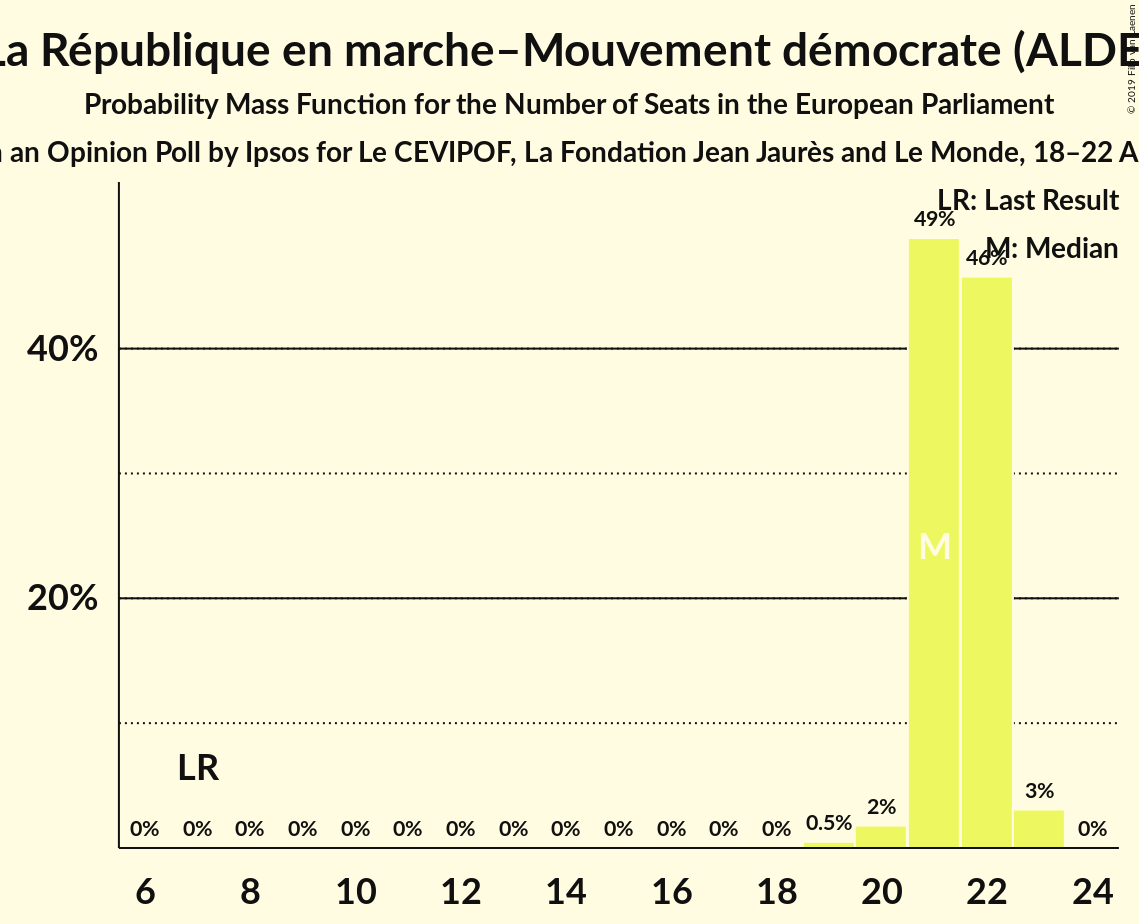 La République en marche–Mouvement démocrate (ALDE
Probability Mass Function for the Number of Seats in the European Parliament
an Opinion Poll by Ipsos for Le CEVIPOF, La Fondation Jean Jaurès and Le Monde, 18–22 A
© 2019
LR: Last Result
M: Median
49%
46%
40%
M
20%
LR
0% 0% 0% 0% 0% 0% 0% 0% 0% 0% 0% 0% 0% 0.5% 2% 3% 0%
6 8 10 12 14 16 18 20 22 24